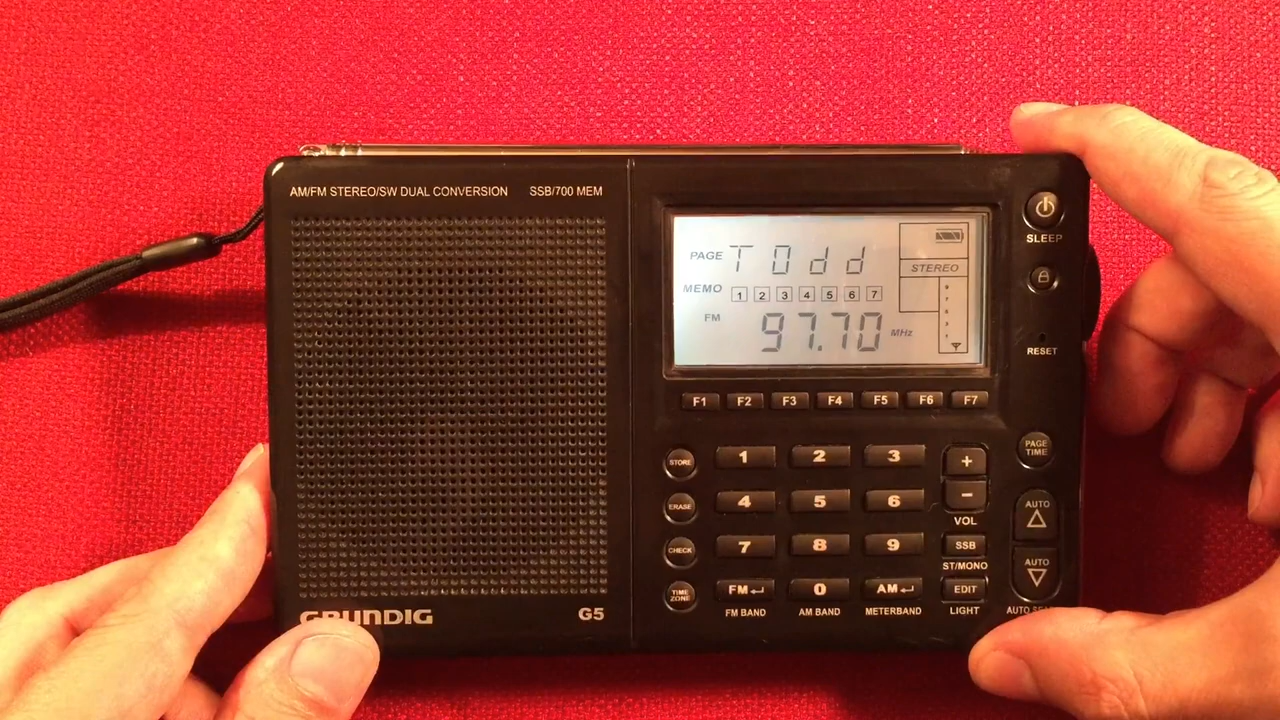 AM/FM STEREO/SW DUAL CONVERSION SSB/700 MEM
SLEEP
PAGE T0dd
STEREO
MEMO 1 2 3 4 5 6 7
FM 97.70 MHz
RESET
F1 F2 F3 F4 F5 F6 F7
STORE 1 2 3 +
PAGE TIME
ERASE 4 5 6 -
VOL
AUTO
CHECK 7 8 9 SSB
ST/MONO
AUTO
TIME ZONE FM 0 AM EDIT
FM BAND AM BAND METERBAND LIGHT AUTO
GRUNDIG G5